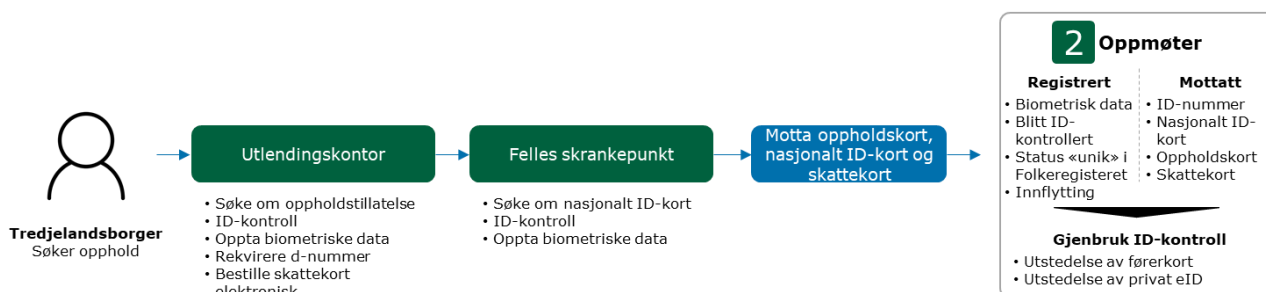 Tredjelandsborger
Søker opphold
Utlendingskontor
• Søke om oppholdstillatelse
• ID-kontroll
• Oppta biometriske data
• Rekvirere d-nummer
• Bestille skattekort
elektronisk
Felles skrankepunkt
• Søke om nasjonalt ID-kort
• ID-kontroll
• Oppta biometriske data
Motta oppholdskort,
nasjonalt ID-kort og
skattekort
2 Oppmøter
Registrert
• Biometrisk data
• Blitt ID-
kontrollert
• Status «unik» i
Folkeregisteret
• Innflytting
Mottatt
• ID-nummer
• Nasjonalt ID-
kort
• Oppholdskort
• Skattekort
Gjenbruk ID-kontroll
• Utstedelse av førerkort
• Utstedelse av privat eID